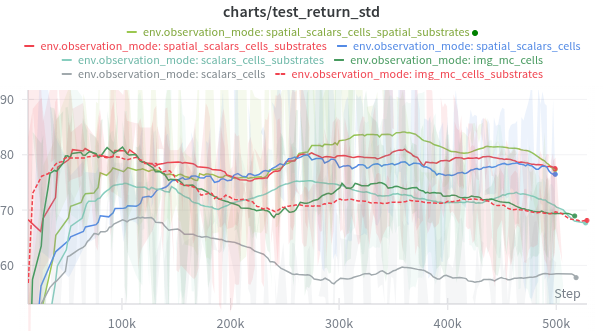 charts/test_return_std
env.observation_mode: spatial_scalars_cells_spatial_substrates
env.observation_mode: spatial_scalars_cells_substrates env.observation_mode: spatial_scalars_cells
env.observation_mode: scalars_cells_substrates env.observation_mode: img_mc_cells
env.observation_mode: scalars_cells env.observation_mode: img_mc_cells_substrates
90
80
70
60
Step
100k 200k 300k 400k 500k